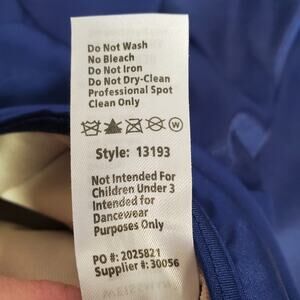 Do Not Wash
No Bleach
Do Not Iron
Do Not Dry-Clean
Professional Spot
Clean Only
W
Style: 13193
Not Intended For
Children Under 3
Intended for
Dancewear
Purposes Only
PO #: 2025821
Supplier #: 30056